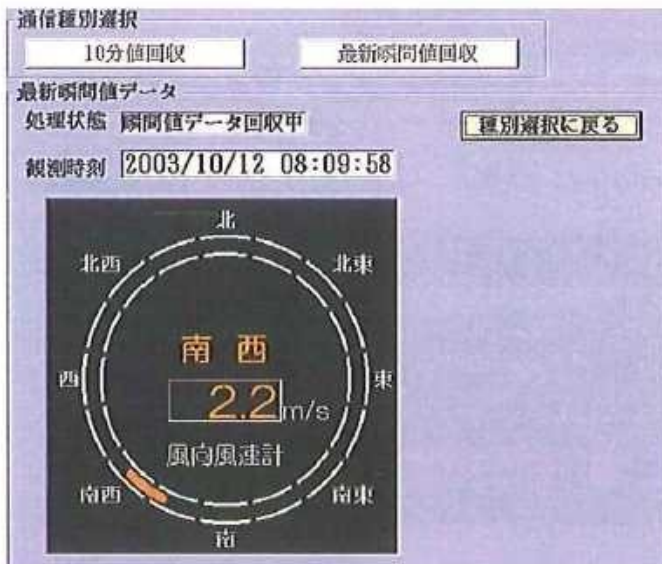 通信種別選択
10分値回収 最新瞬間値回収
最新瞬間値データ
処理状態 瞬間値データ回収中 種別選択に戻る
観測時刻 2003/10/12 08:09:58
北
北西 北東
南西
西 2.2m/s 東
風向風速計
南西 南東
南